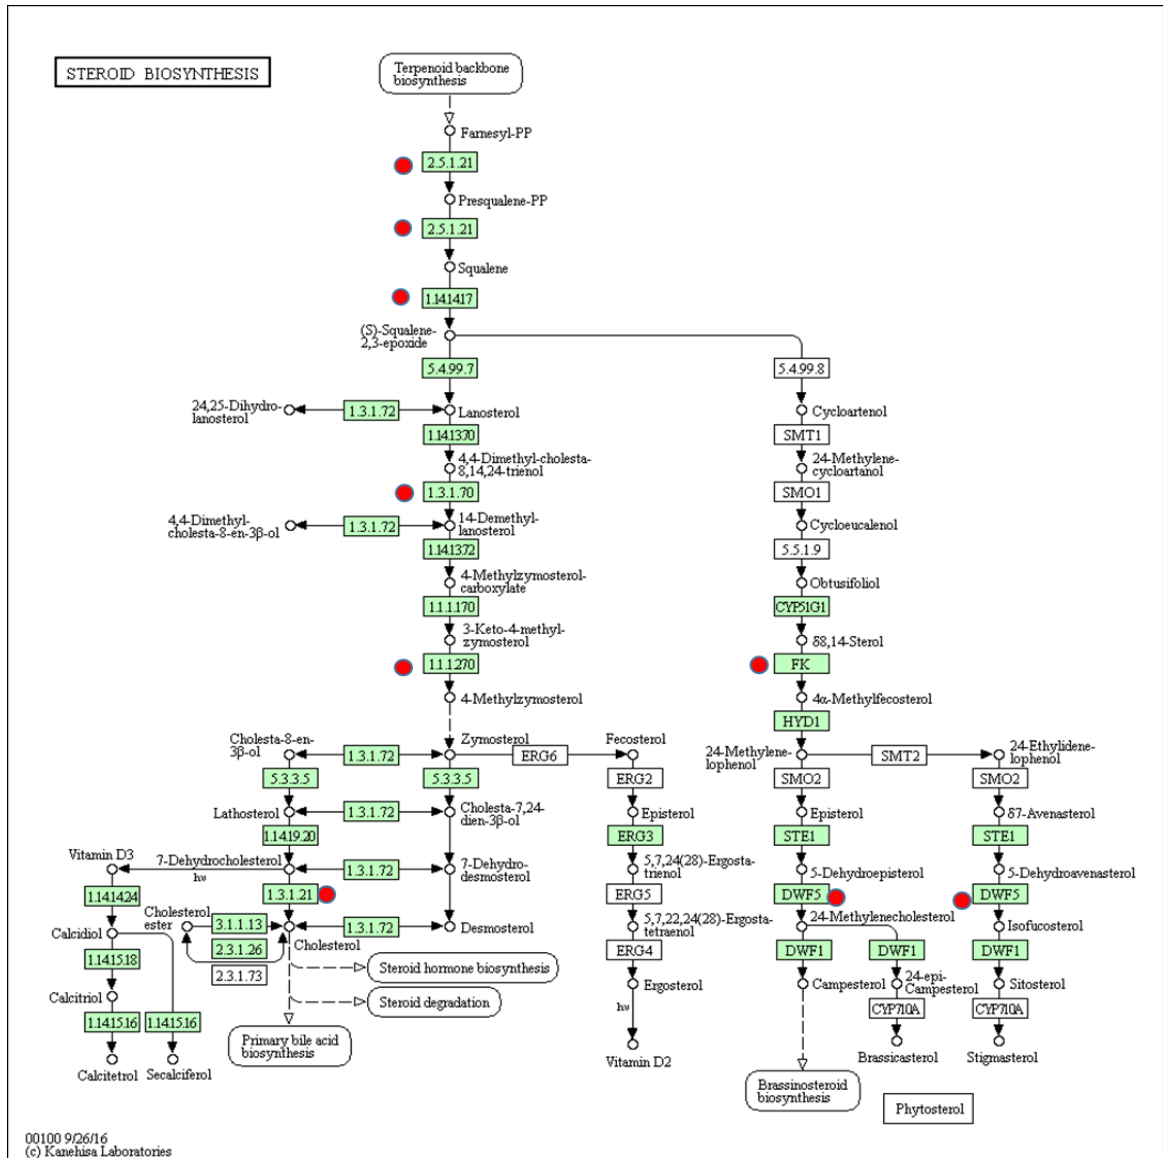 STEROID BIOSYNTHESIS
Terpenoid backbone
biosynthesis
Farnesyl-PP
2.5.1.21
Presqualene-PP
2.5.1.21
Squalene
1.14.14.17
(S)-Squalene-
2,3-epoxide
5.4.99.7
5.4.99.8
24,25-Dihydro-
lanosterol
1.3.1.72
Lanosterol
Cycloartenol
1.14.13.70
SMT1
4,4-Dimethyl-cholesta-
8,14,24-trienol
24-Methylene-
cycloartanol
1.3.1.70
SMO1
4,4-Dimethyl-
cholesta-8-en-3β-ol
1.3.1.72
14-Demethyl-
lanosterol
Cycloeucalenol
1.14.13.72
5.5.1.9
4-Methylzymosterol-
carboxylate
Obtusifoliol
1.1.1.170
CYP51G1
3-Keto-4-methyl-
zymosterol
δ8,14-Sterol
1.1.1.270
FK
4-Methylzymosterol
4α-Methylfecosterol
HYD1
Cholesta-8-en-
3β-ol
1.3.1.72
Zymosterol
ERG6
Fecosterol
24-Methylene-
lophenol
SMT2
24-Ethylidene-
lophenol
5.3.3.5
5.3.3.5
ERG2
SMO2
SMO2
Lathosterol
1.3.1.72
Cholesta-7,24-
dien-3β-ol
Episterol
Episterol
δ7-Avenasterol
1.14.19.20
ERG3
STE1
STE1
Vitamin D3
7-Dehydrocholesterol
hν
1.3.1.72
7-Dehydro-
desmosterol
5,7,24(28)-Ergosta-
trienol
5-Dehydroepisterol
5-Dehydroavenasterol
1.14.14.24
1.3.1.21
ERG5
DWF5
DWF5
Cholesterol
ester
3.1.1.13
1.3.1.72
5,7,22,24(28)-Ergosta-
tetraenol
24-Methylenecholesterol
Isofucosterol
Calcidiol
2.3.1.26
Cholesterol
Desmosterol
ERG4
DWF1
DWF1
DWF1
1.14.15.18
2.3.1.73
Steroid hormone biosynthesis
Ergosterol
Campesterol
24-epi-
Campesterol
Sitosterol
Calcitriol
Steroid degradation
hν
CYP710A
CYP710A
1.14.15.16
1.14.15.16
Primary bile acid
biosynthesis
Calcitetrol
Secalciferol
Vitamin D2
Brassicasterol
Stigmasterol
Brassinosteroid
biosynthesis
Phytosterol
00100 9/26/16
(c) Kanehisa Laboratories